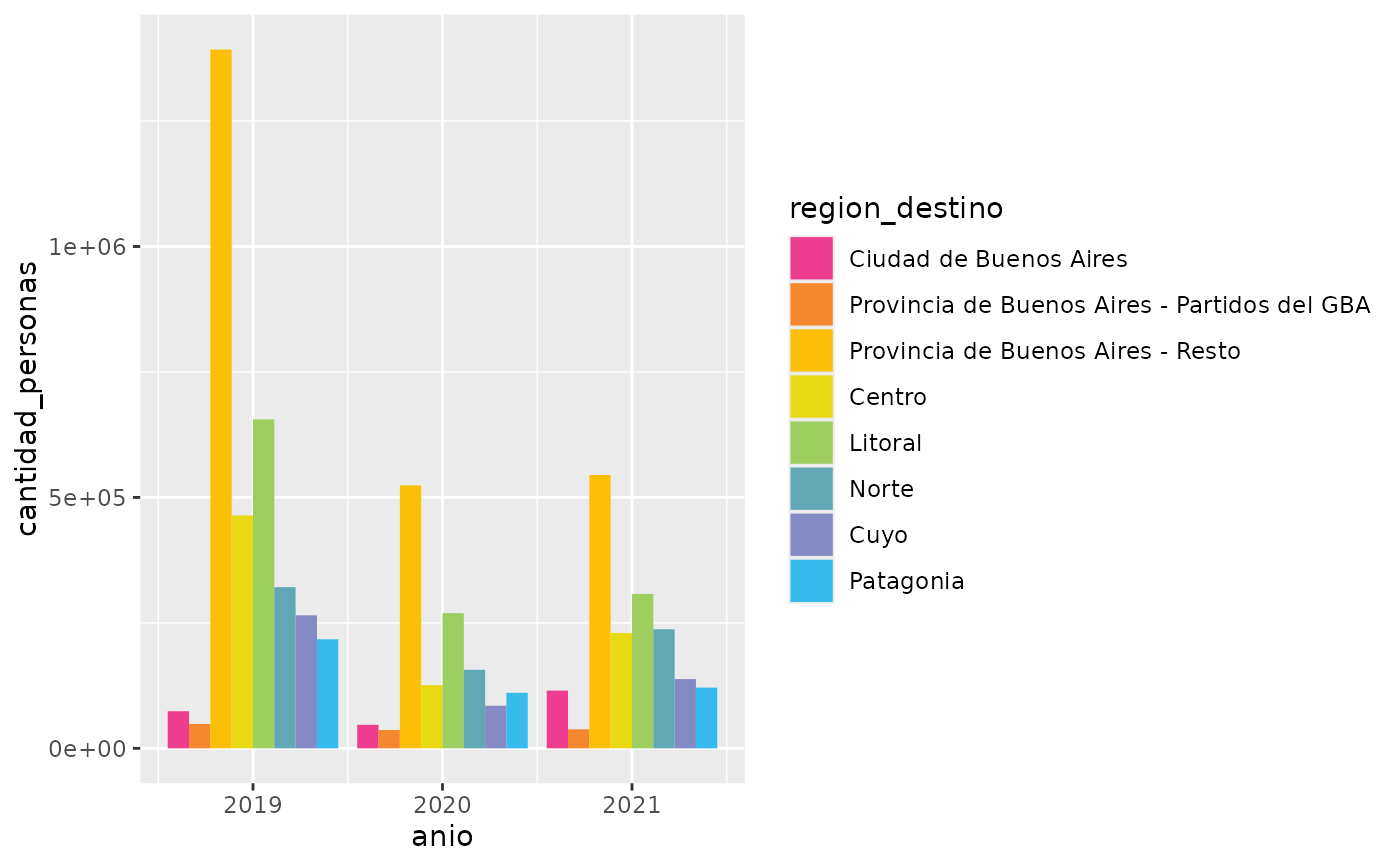 cantidad_personas
1e+06
5e+05
0e+00
2019 2020 2021
anio
region_destino
Ciudad de Buenos Aires
Provincia de Buenos Aires - Partidos del GBA
Provincia de Buenos Aires - Resto
Centro
Litoral
Norte
Cuyo
Patagonia